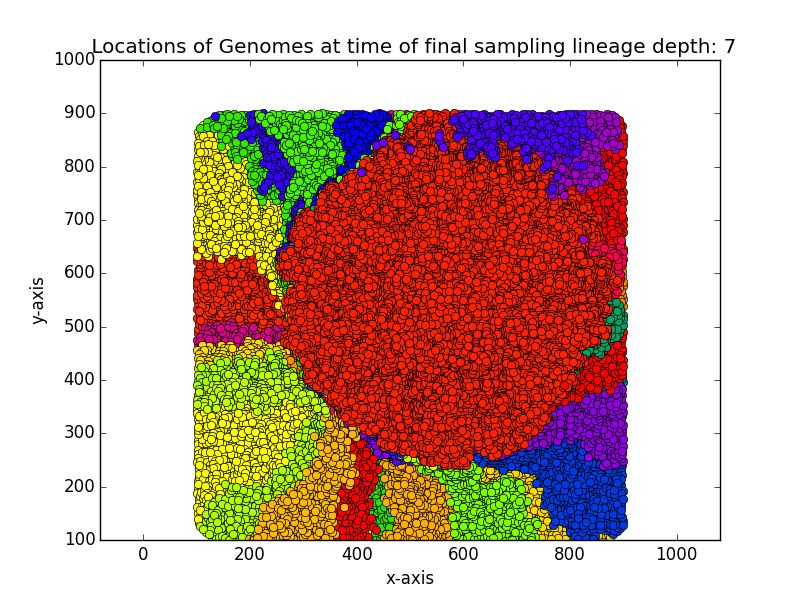 Locations of Genomes at time of final sampling lineage depth: 7
1000
900
800
700
600
500
400
300
200
100
y-axis
0 200 400 600 800 1000
x-axis